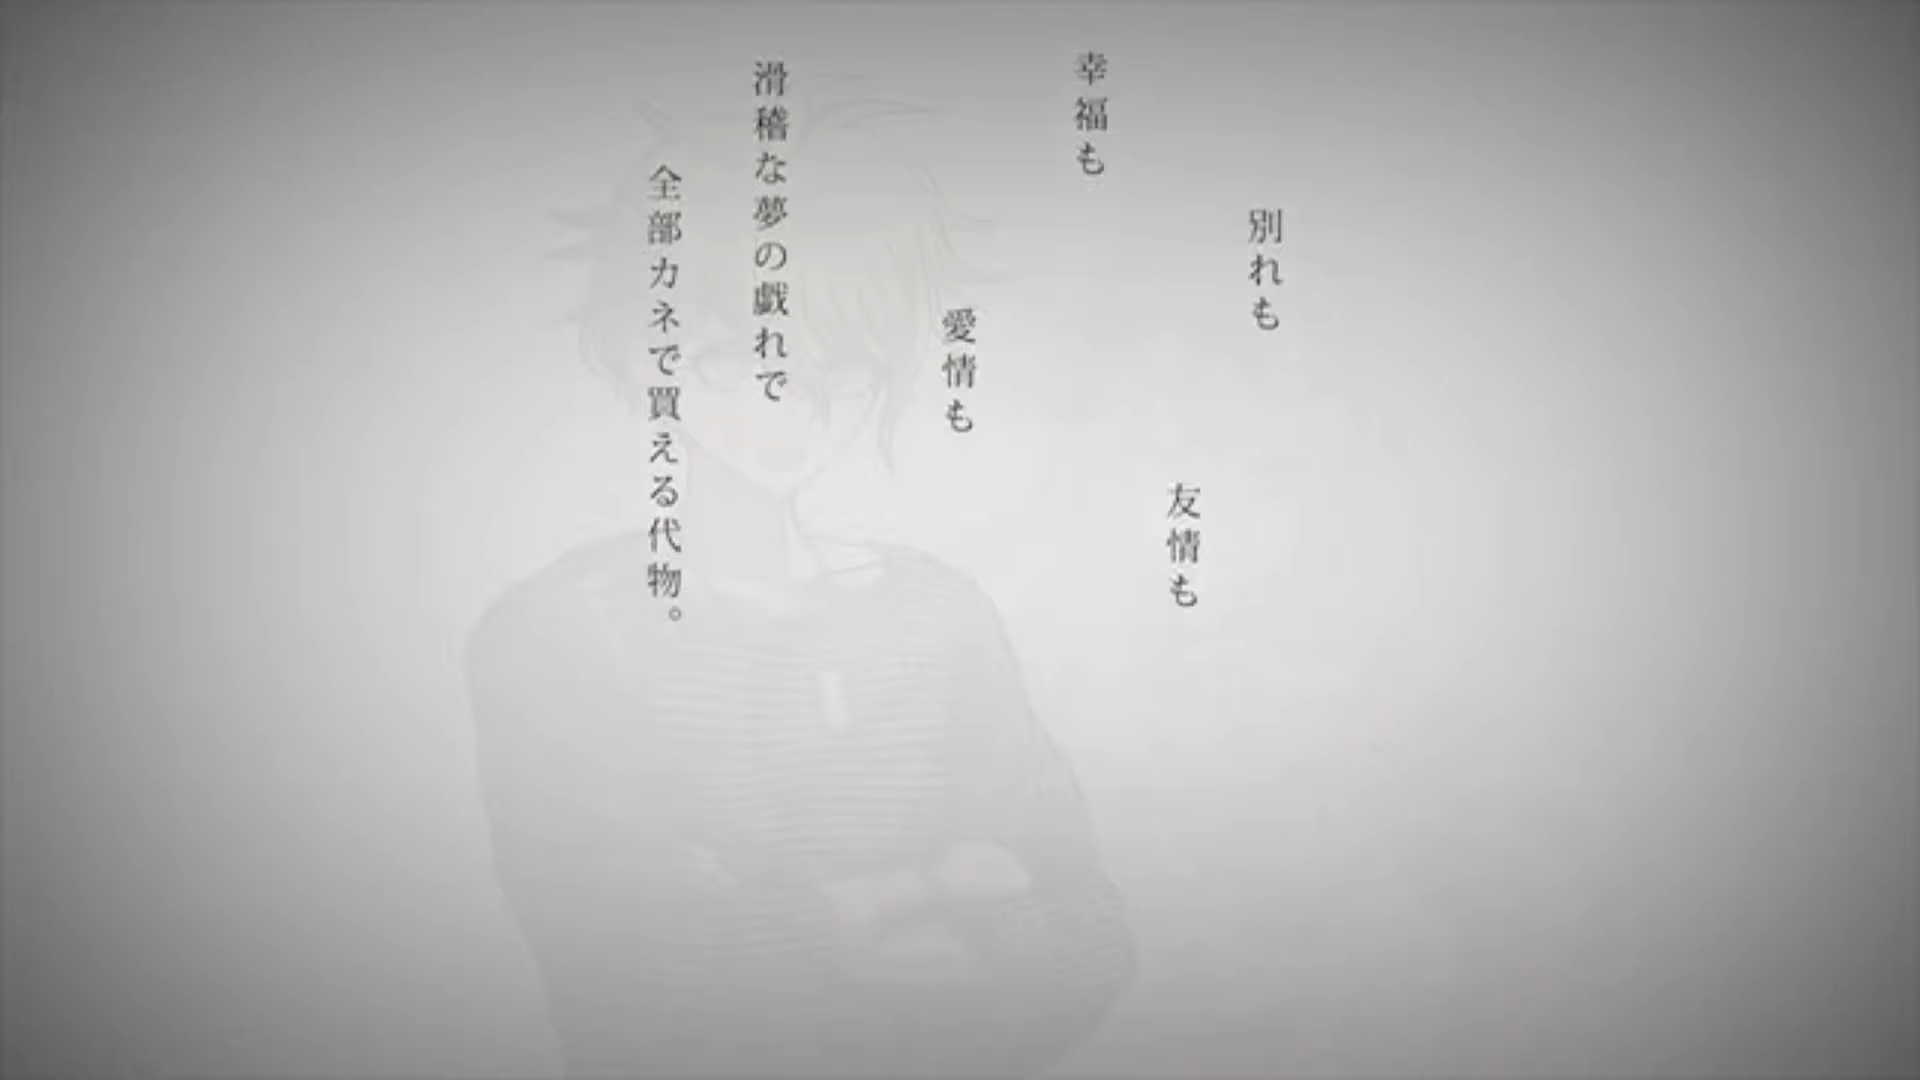 別れも
友情も
幸福も
愛情も
滑稽な夢の戯れで
全部カネで買える代物。